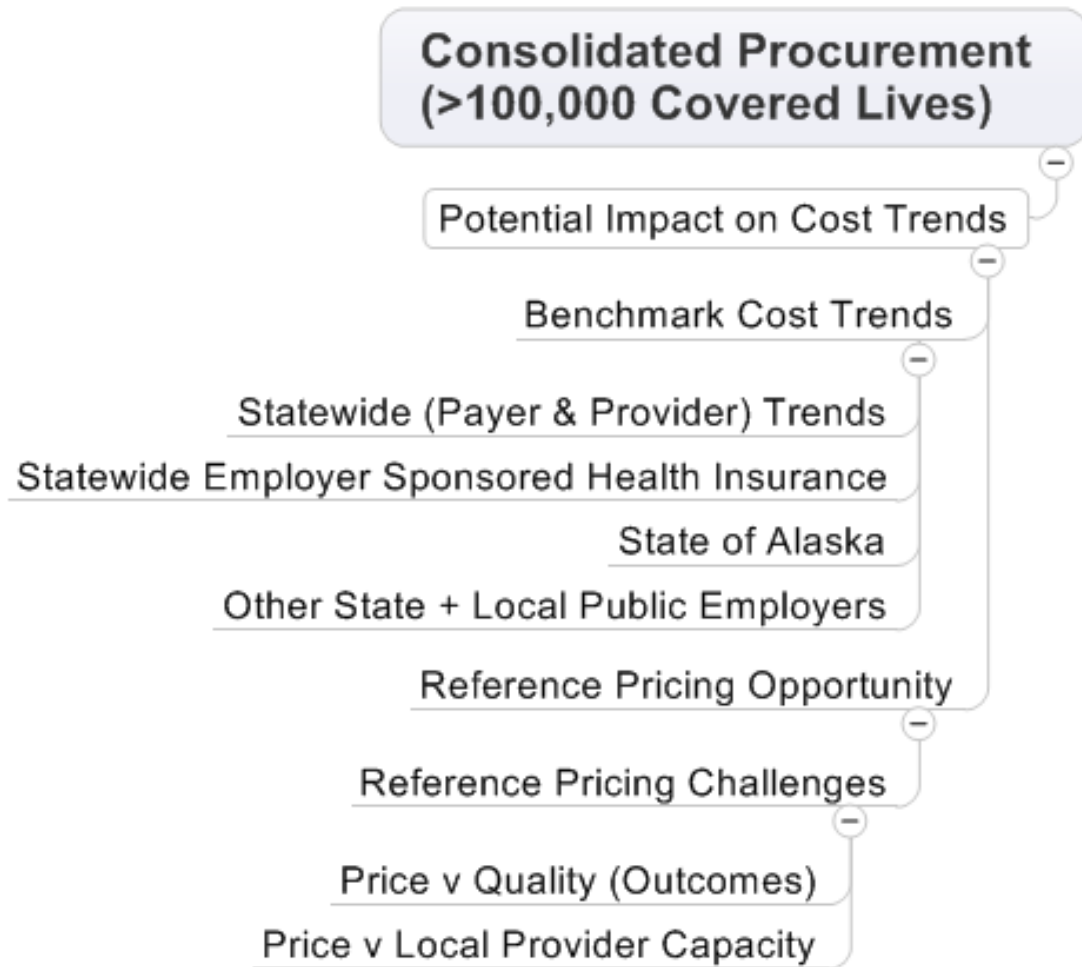 Consolidated Procurement
(>100,000 Covered Lives)
Potential Impact on Cost Trends
Benchmark Cost Trends
Statewide (Payer & Provider) Trends
Statewide Employer Sponsored Health Insurance
State of Alaska
Other State + Local Public Employers
Reference Pricing Opportunity
Reference Pricing Challenges
Price v Quality (Outcomes)
Price v Local Provider Capacity